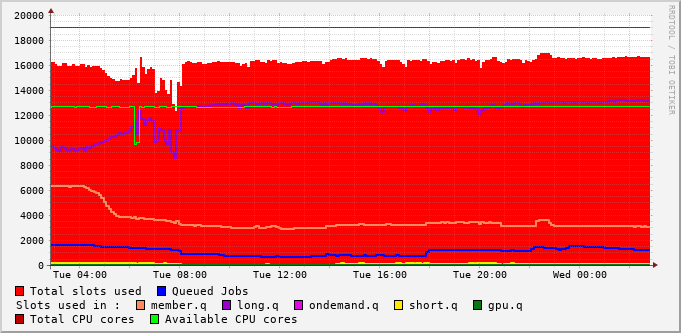 RRDTOOL / TOBI OETIKER
20000
18000
16000
14000
12000
10000
8000
6000
4000
2000
0
Tue 04:00 Tue 08:00 Tue 12:00 Tue 16:00 Tue 20:00 Wed 00:00
Total slots used Queued Jobs
Slots used in : member.q long.q ondemand.q short.q gpu.q
Total CPU cores Available CPU cores